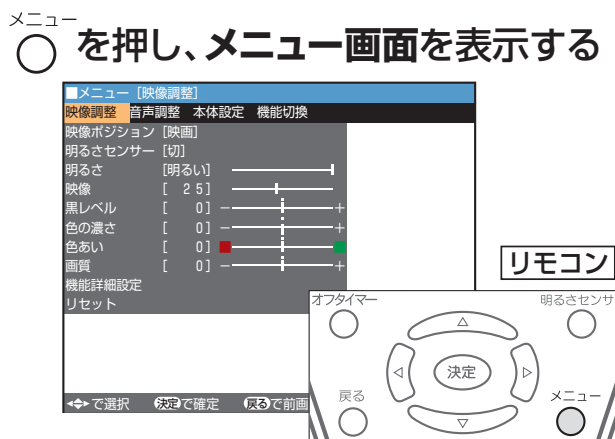 メニュー
を押し、メニュー画面を表示する
■メニュー [映像調整]
映像調整 音声調整 本体設定 機能切換
映像ポジション [映画]
明るさセンサー [切]
明るさ [明るい]
映像 [ 25]
黒レベル [ 0] − +
色の濃さ [ 0] − +
色あい [ 0]
画質 [ 0] − +
機能詳細設定
リセット
で選択 決定で確定 戻るで前画
リモコン
オフタイマー 明るさセンサ
決定
戻る メニュー